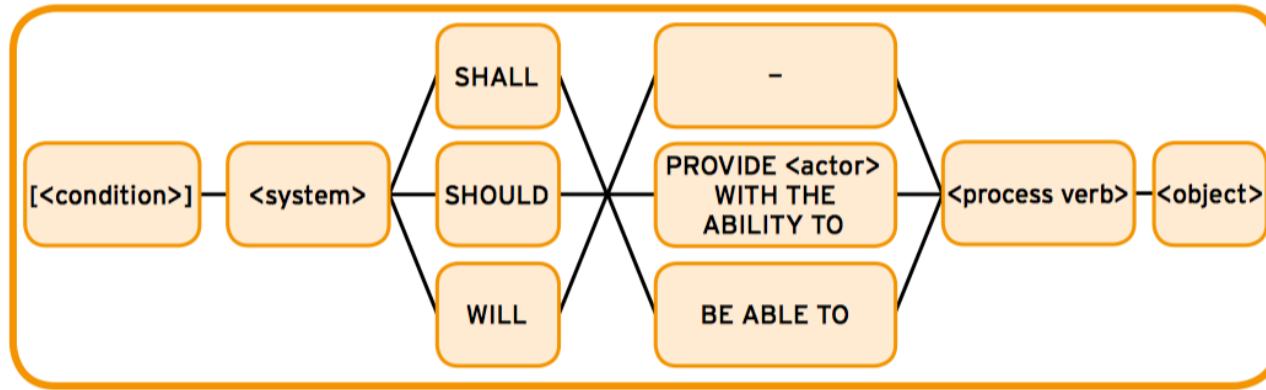 [<condition>]
<system>
SHALL
SHOULD
WILL
–
PROVIDE <actor>
WITH THE
ABILITY TO
BE ABLE TO
<process verb>
<object>